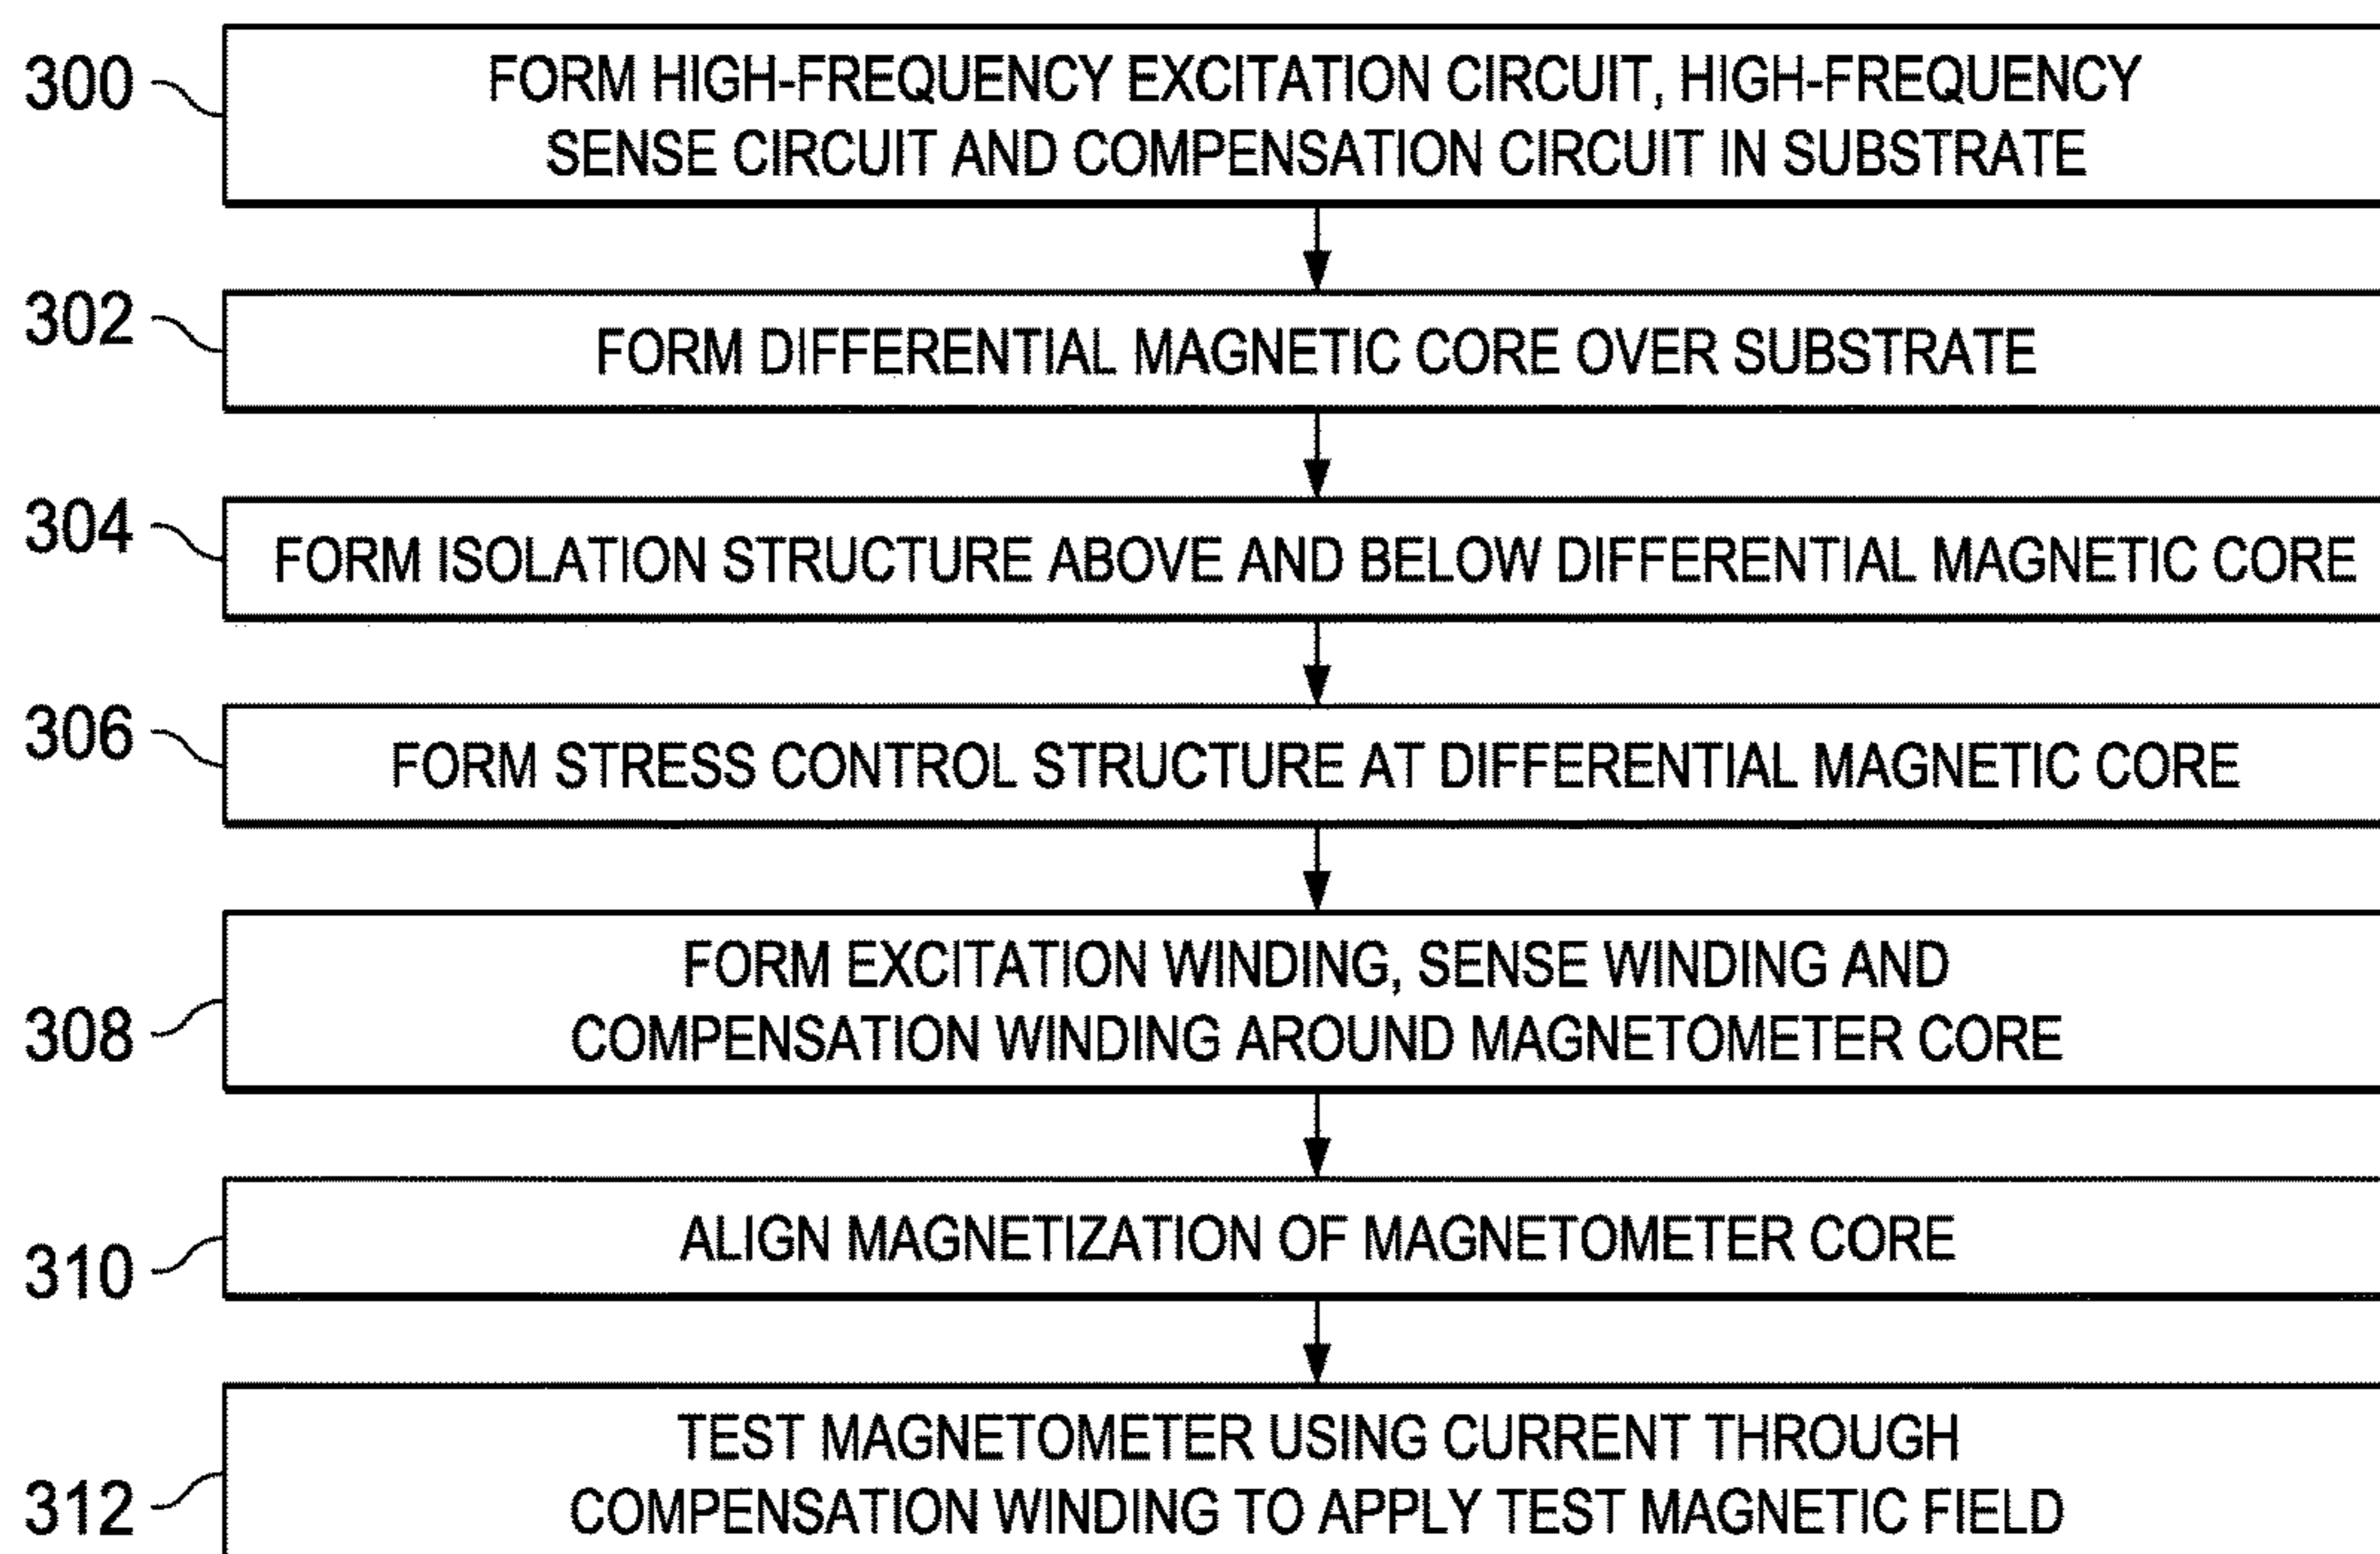 300
FORM HIGH-FREQUENCY EXCITATION CIRCUIT, HIGH-FREQUENCY
SENSE CIRCUIT AND COMPENSATION CIRCUIT IN SUBSTRATE
302
FORM DIFFERENTIAL MAGNETIC CORE OVER SUBSTRATE
304
FORM ISOLATION STRUCTURE ABOVE AND BELOW DIFFERENTIAL MAGNETIC CORE
306
FORM STRESS CONTROL STRUCTURE AT DIFFERENTIAL MAGNETIC CORE
308
FORM EXCITATION WINDING, SENSE WINDING AND
COMPENSATION WINDING AROUND MAGNETOMETER CORE
310
ALIGN MAGNETIZATION OF MAGNETOMETER CORE
312
TEST MAGNETOMETER USING CURRENT THROUGH
COMPENSATION WINDING TO APPLY TEST MAGNETIC FIELD